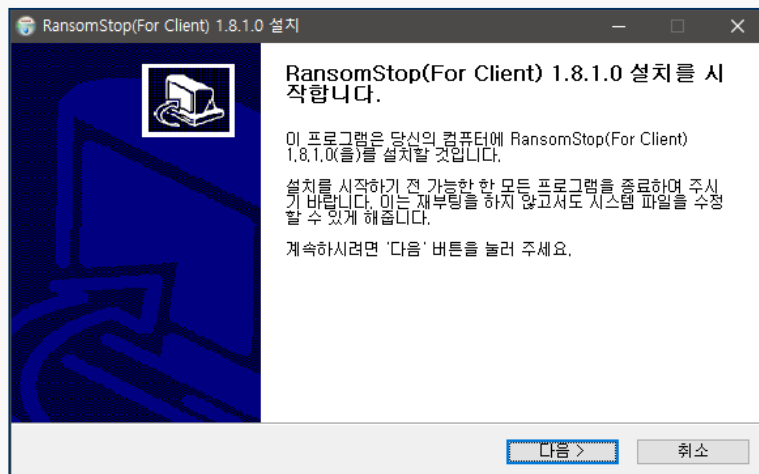 RansomStop(For Client) 1.8.1.0 설치
RansomStop(For Client) 1.8.1.0 설치를 시
작합니다.
이 프로그램은 당신의 컴퓨터에 RansomStop(For Client)
1.8.1.0(을)를 설치할 것입니다.
설치를 시작하기 전 가능한 한 모든 프로그램을 종료하여 주시
기 바랍니다. 이는 재부팅을 하지 않고서도 시스템 파일을 수정
할 수 있게 해줍니다.
계속하시려면 '다음' 버튼을 눌러 주세요.
다음 >
취소